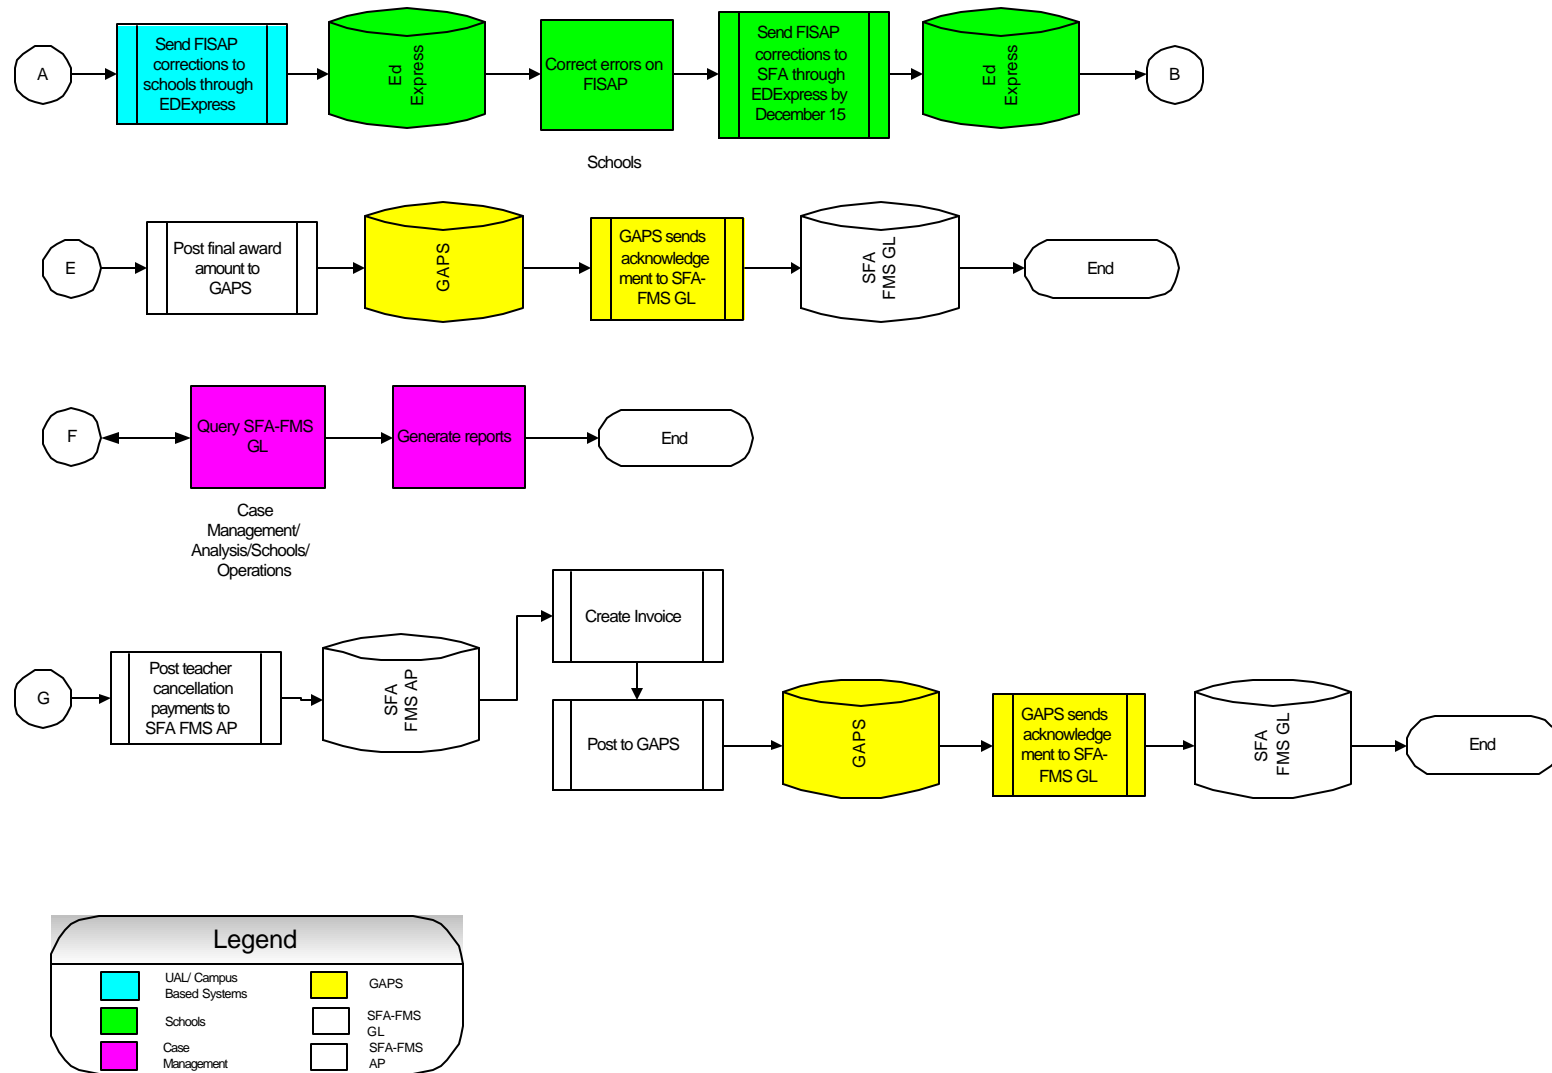 A
Send FISAP
corrections to
schools through
EDExpress
Ed
Express
Correct errors on
FISAP
Send FISAP
corrections to
SFA through
EDExpress by
December 15
Ed
Express
B
Schools
E
Post final award
amount to
GAPS
GAPS
GAPS sends
acknowledge
ment to SFA-
FMS GL
SFA
FMS GL
End
F
Query SFA-FMS
GL
Generate reports
End
Case
Management/
Analysis/Schools/
Operations
G
Post teacher
cancellation
payments to
SFA FMS AP
SFA
FMS AP
Create Invoice
Post to GAPS
GAPS
GAPS sends
acknowledge
ment to SFA-
FMS GL
SFA
FMS GL
End
Legend
UAL/ Campus
Based Systems
GAPS
Schools
SFA-FMS
GL
Case
Management
SFA-FMS
AP